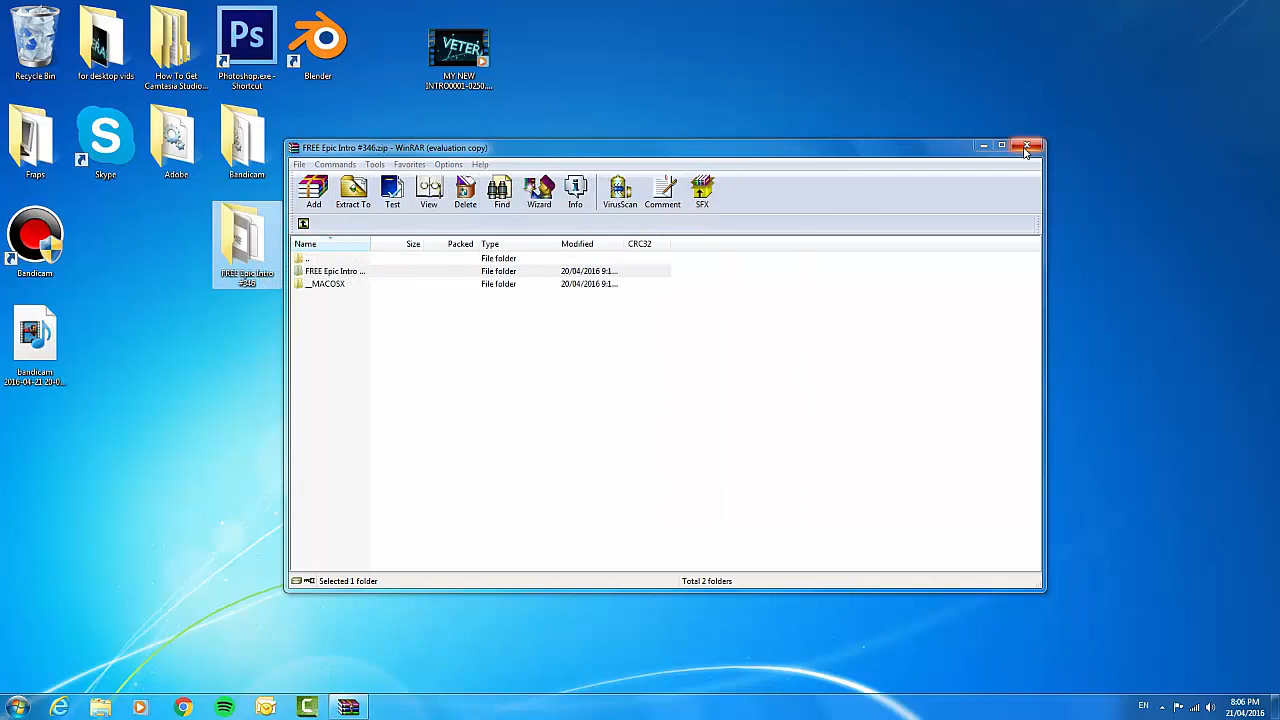 Recycle Bin
for desktop vids
How To Get
Camtasia Studio...
Ps
Photoshop.exe -
Shortcut
Blender
VETER
MY NEW
INTRO0001-0250....
Fraps
S
Skype
Adobe
Bandicam
Bandicam
FREE Epic Intro
#346
bandicam
2016-04-21 20-0...
FREE Epic Intro #346.zip - WinRAR (evaluation copy)
File Commands Tools Favorites Options Help
Add Extract To Test View Delete Find Wizard Info VirusScan Comment SFX
Name Size Packed Type Modified CRC32
.. File folder
FREE Epic Intro ... File folder 20/04/2016 9:1...
__MACOSX File folder 20/04/2016 9:1...
Selected 1 folder Total 2 folders
EN
8:06 PM
21/04/2016